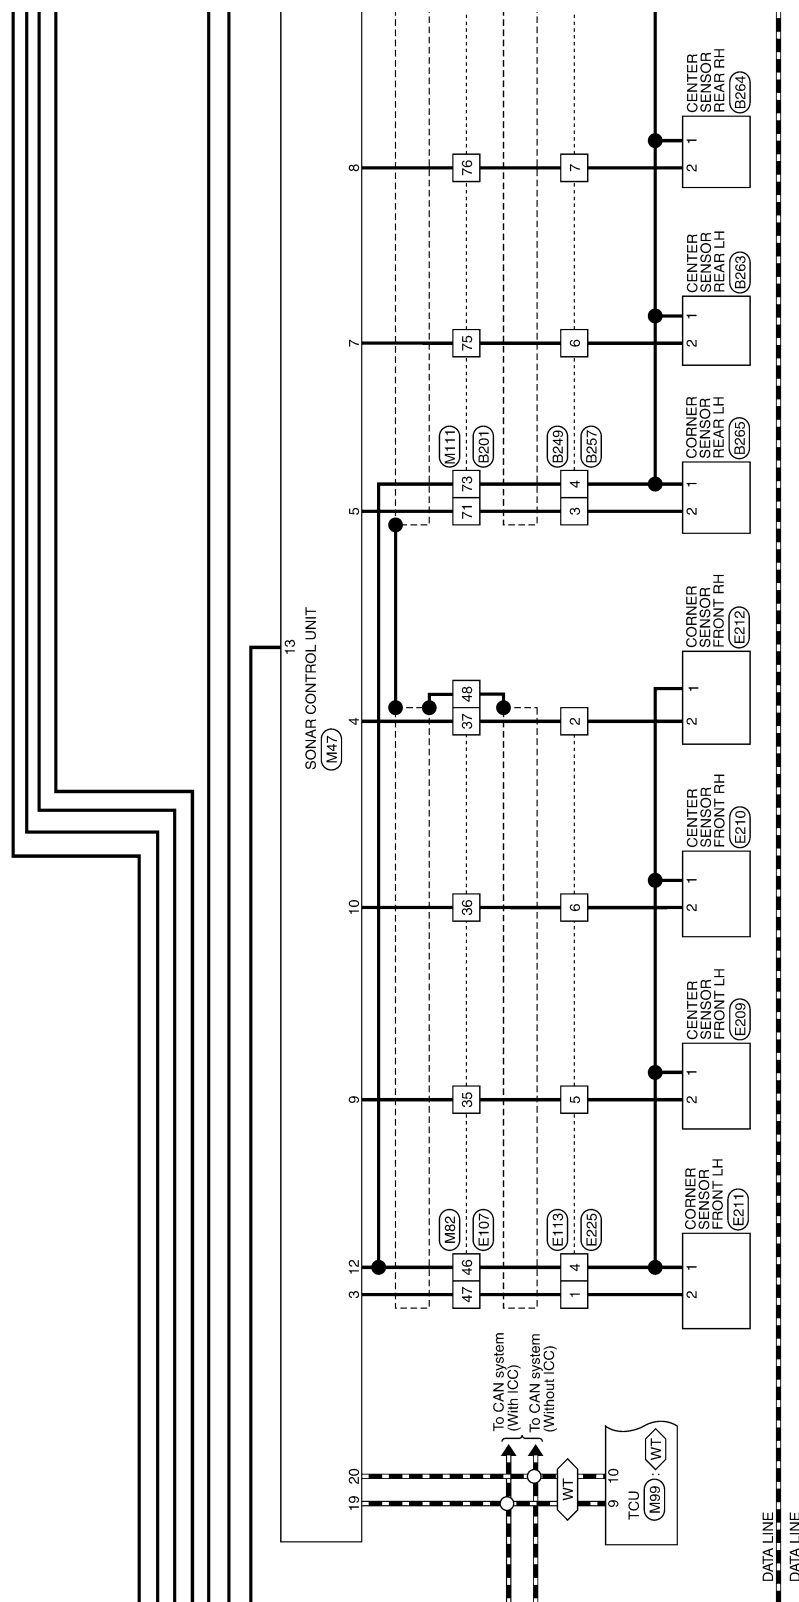 CENTER
SENSOR
REAR RH
B264
1
2
8
76
7
CENTER
SENSOR
REAR LH
B263
1
2
7
75
6
CORNER
SENSOR
REAR LH
B265
M111
B201
B249
B257
73
4
1
5
71
3
2
13
SONAR CONTROL UNIT
M47
CORNER
SENSOR
FRONT RH
E212
48
1
4
37
2
2
CENTER
SENSOR
FRONT RH
E210
1
10
36
6
2
CENTER
SENSOR
FRONT LH
E209
1
9
35
5
2
CORNER
SENSOR
FRONT LH
E211
M82
E107
E113
E225
12
46
4
1
3
47
1
2
To CAN system
(With ICC)
To CAN system
(Without ICC)
20
19
WT
10
9
TCU
M99 : WT
DATA LINE
DATA LINE